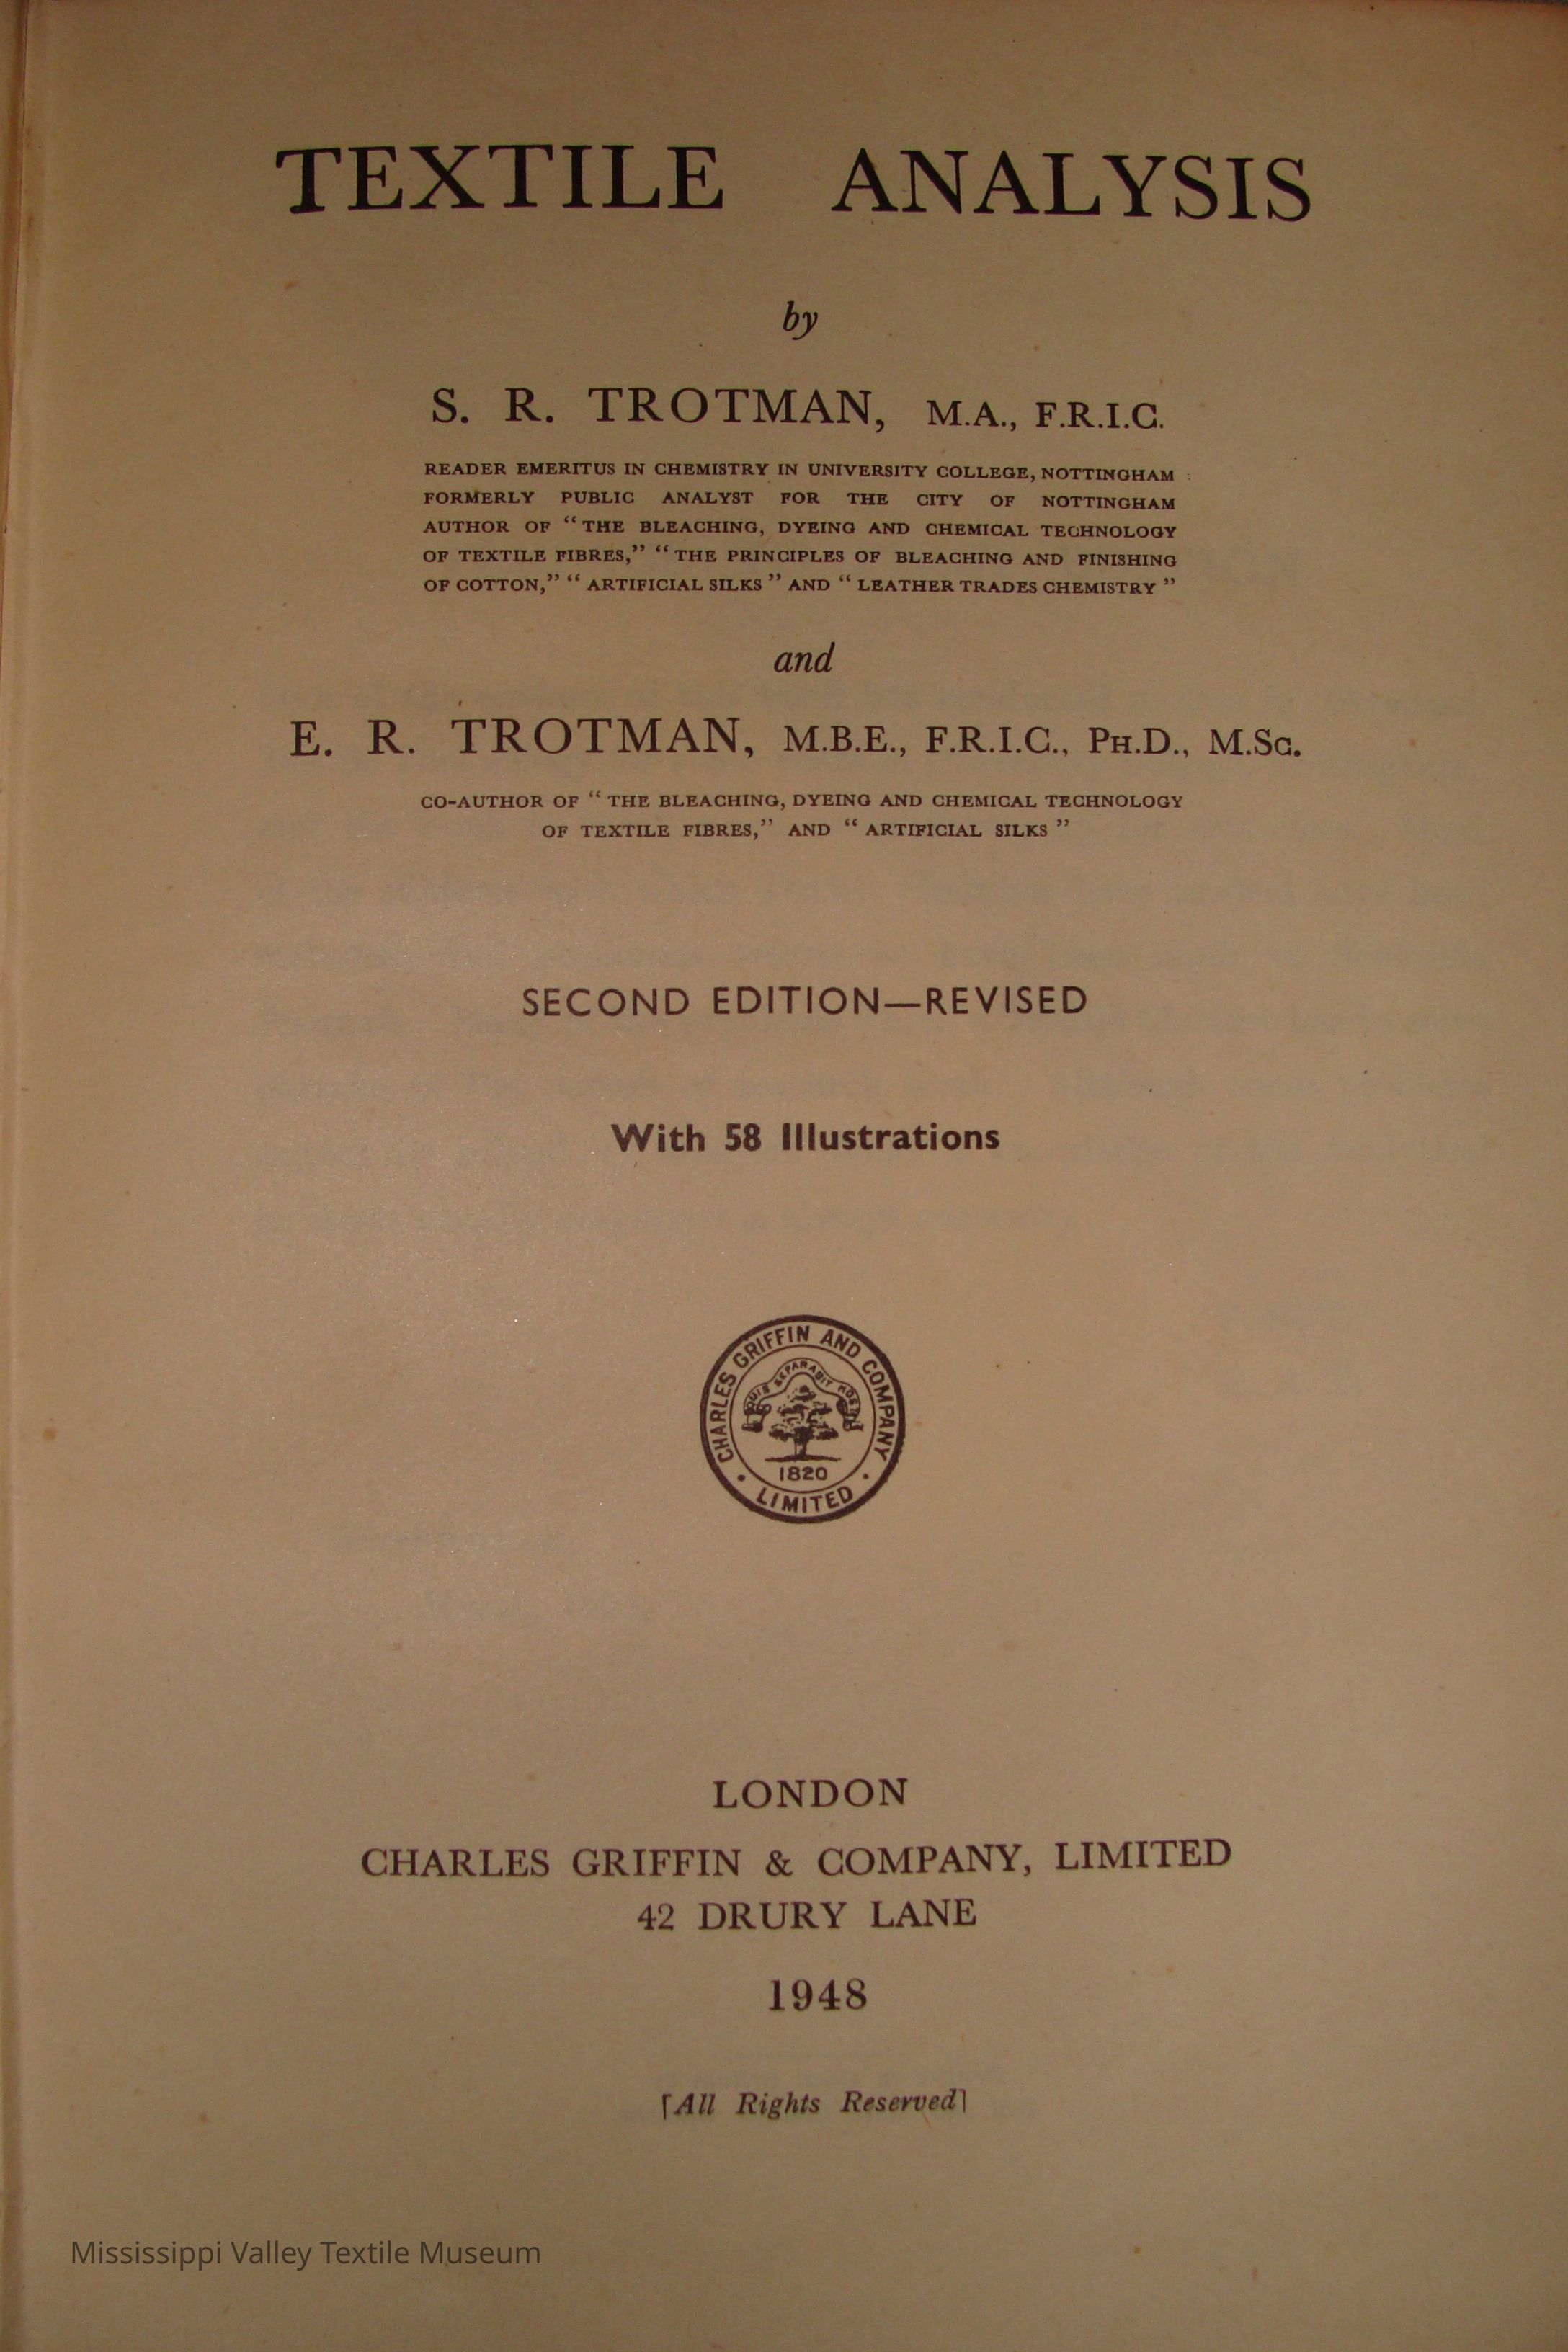 TEXTILE ANALYSIS
by
S. R. TROTMAN, M.A., F.R.I.C.
READER EMERITUS IN CHEMISTRY IN UNIVERSITY COLLEGE, NOTTINGHAM :
FORMERLY PUBLIC ANALYST FOR THE CITY OF NOTTINGHAM
AUTHOR OF “THE BLEACHING, DYEING AND CHEMICAL TECHNOLOGY
OF TEXTILE FIBRES,” “THE PRINCIPLES OF BLEACHING AND FINISHING
OF COTTON,” “ARTIFICIAL SILKS” AND “LEATHER TRADES CHEMISTRY”
and
E. R. TROTMAN, M.B.E., F.R.I.C., PH.D., M.SC.
CO-AUTHOR OF “THE BLEACHING, DYEING AND CHEMICAL TECHNOLOGY
OF TEXTILE FIBRES,” AND “ARTIFICIAL SILKS”
SECOND EDITION—REVISED
With 58 Illustrations
CHARLES GRIFFIN AND COMPANY
QUIS SEPARABIT NOS
1820
LIMITED
LONDON
CHARLES GRIFFIN & COMPANY, LIMITED
42 DRURY LANE
1948
[All Rights Reserved]
Mississippi Valley Textile Museum